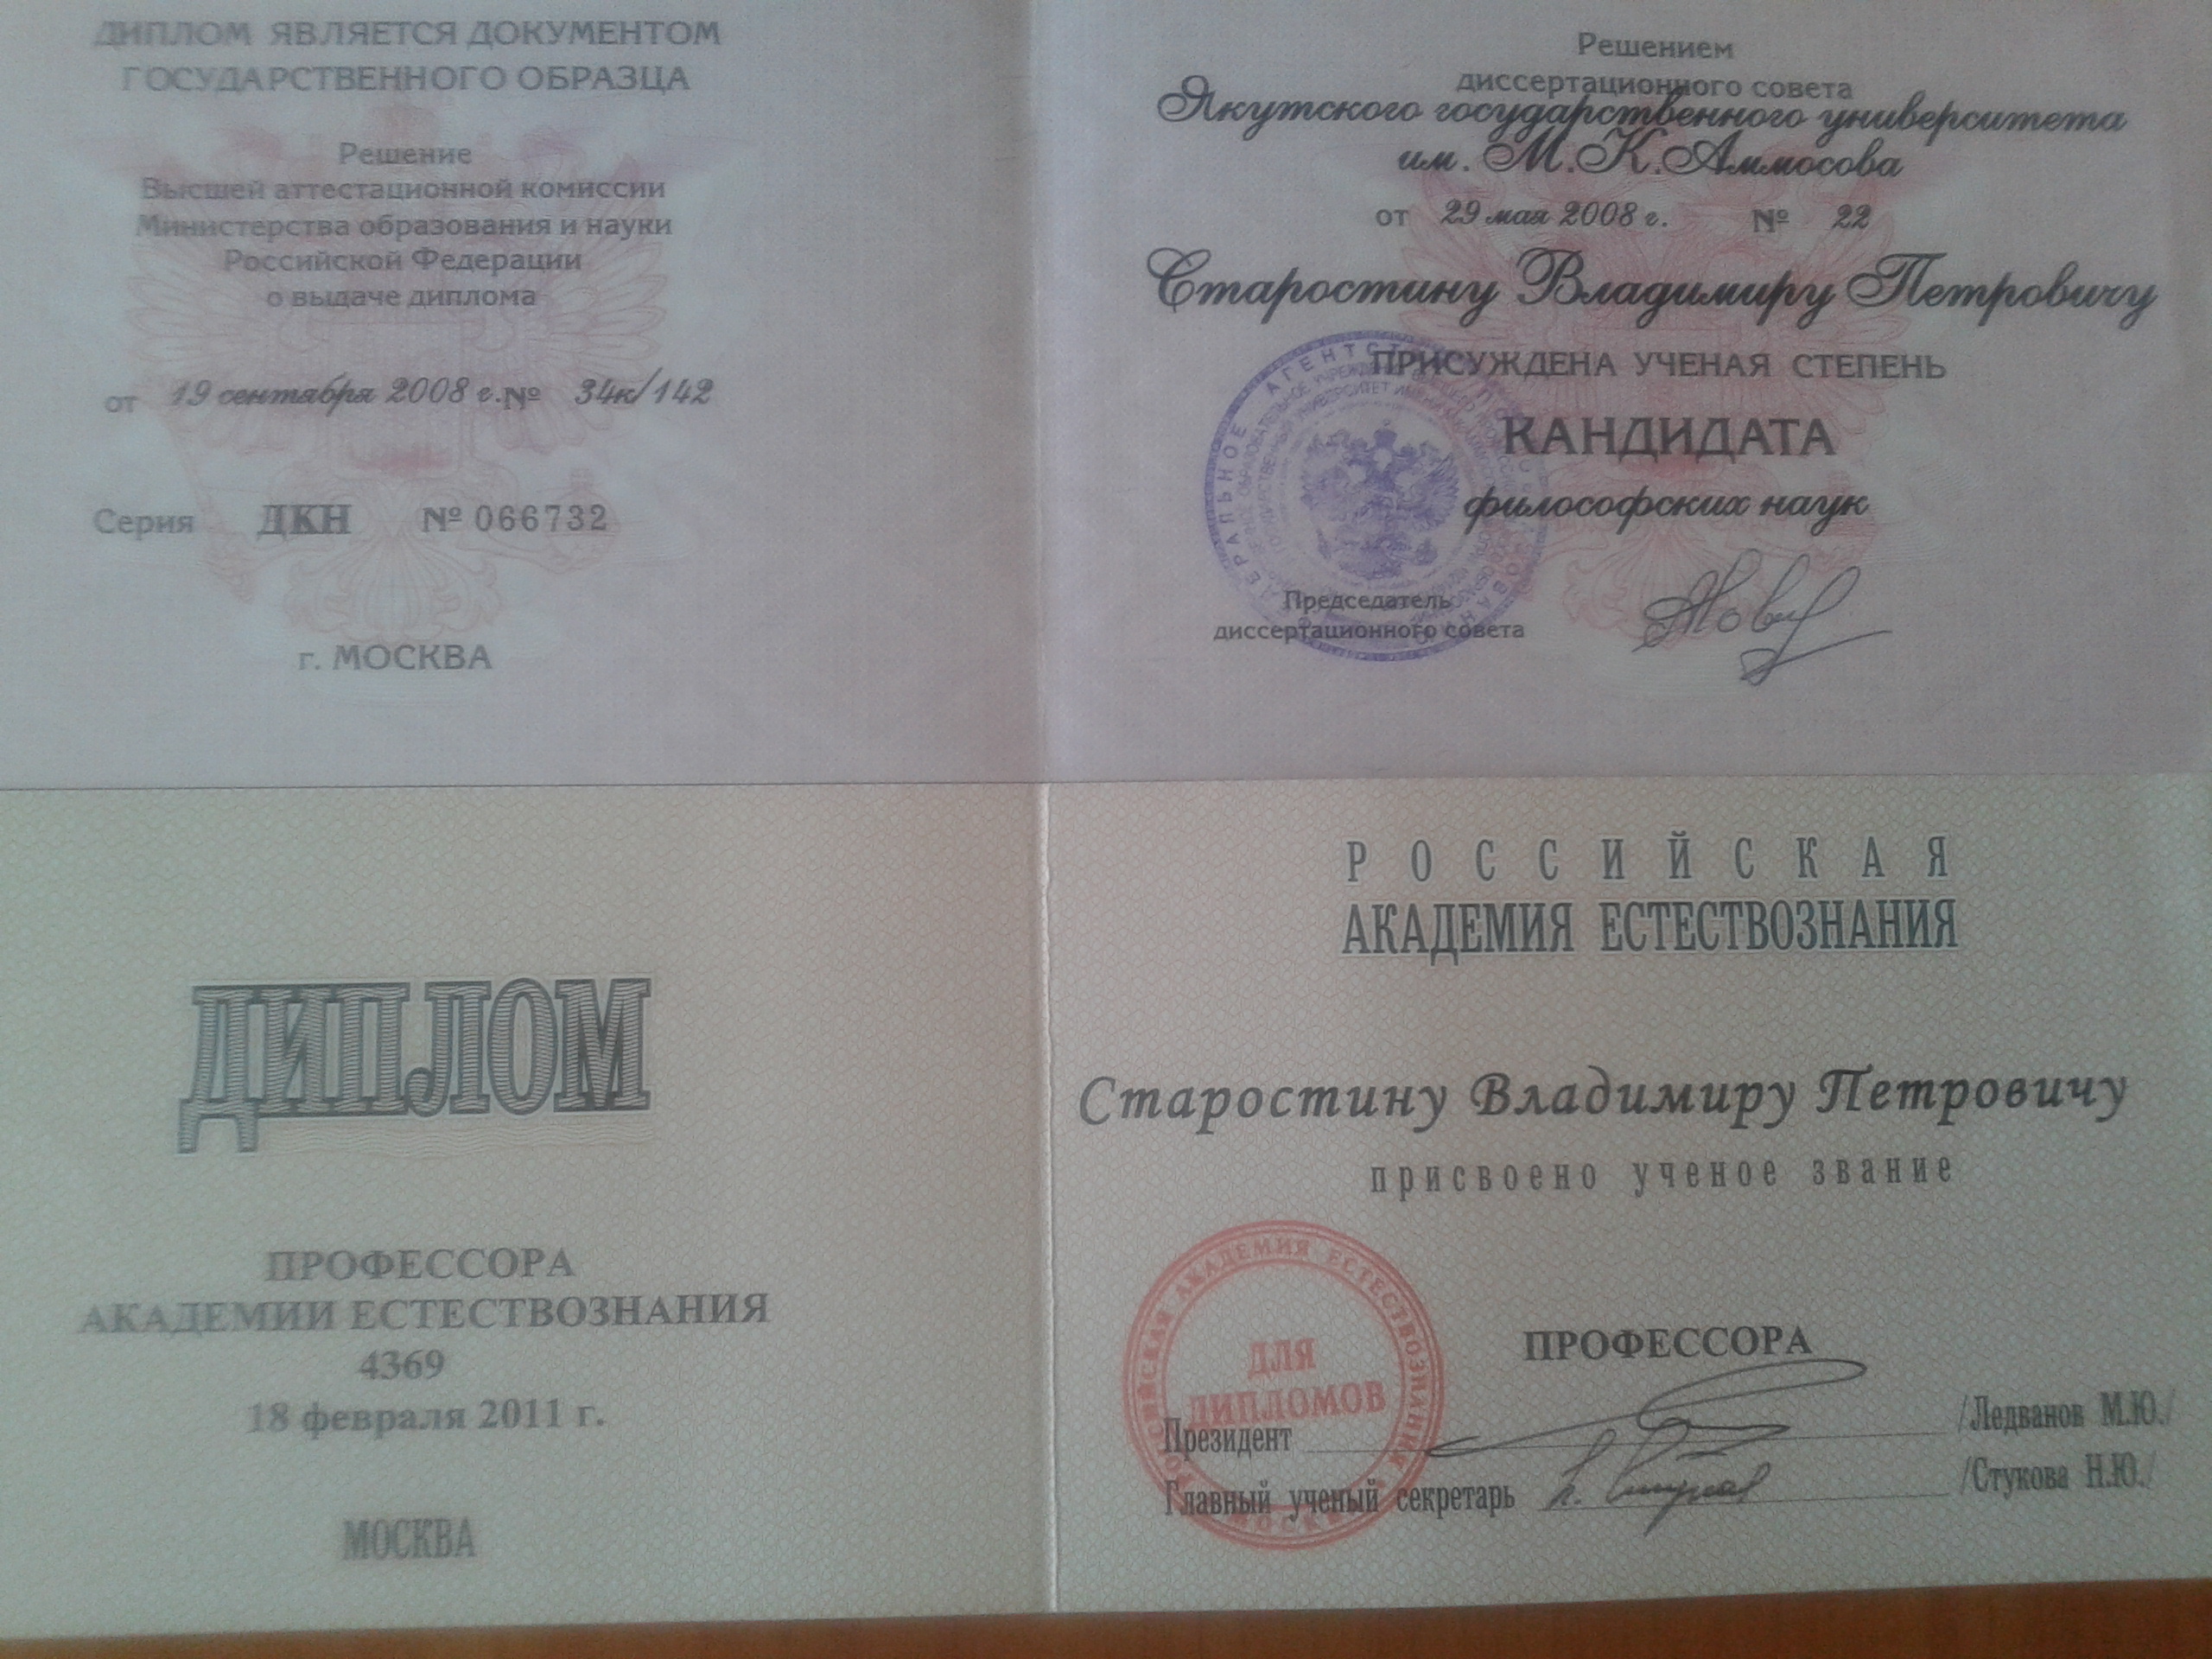 ДИПЛОМ ЯВЛЯЕТСЯ ДОКУМЕНТОМ
ГОСУДАРСТВЕННОГО ОБРАЗЦА
Решение
Высшей аттестационной комиссии
Министерства образования и науки
Российской Федерации
о выдаче диплома
от 19 сентября 2008 г. № 34к/142
Серия ДКН № 066732
г. МОСКВА
Решением
диссертационного совета
Якутского государственного университета
им. М.К.Аммосова
от 29 мая 2008 г. № 22
Старостину Владимиру Петровичу
ПРИСУЖДЕНА УЧЕНАЯ СТЕПЕНЬ
КАНДИДАТА
философских наук
Председатель
диссертационного совета
ДИПЛОМ
ПРОФЕССОРА
АКАДЕМИИ ЕСТЕСТВОЗНАНИЯ
4369
18 февраля 2011 г.
МОСКВА
РОССИЙСКАЯ
АКАДЕМИЯ ЕСТЕСТВОЗНАНИЯ
Старостину Владимиру Петровичу
присвоено ученое звание
ПРОФЕССОРА
РОССИЙСКАЯ АКАДЕМИЯ ЕСТЕСТВОЗНАНИЯ
ДЛЯ
ДИПЛОМОВ
МОСКВА
Президент /Ледванов М.Ю./
Главный ученый секретарь /Стукова Н.Ю./